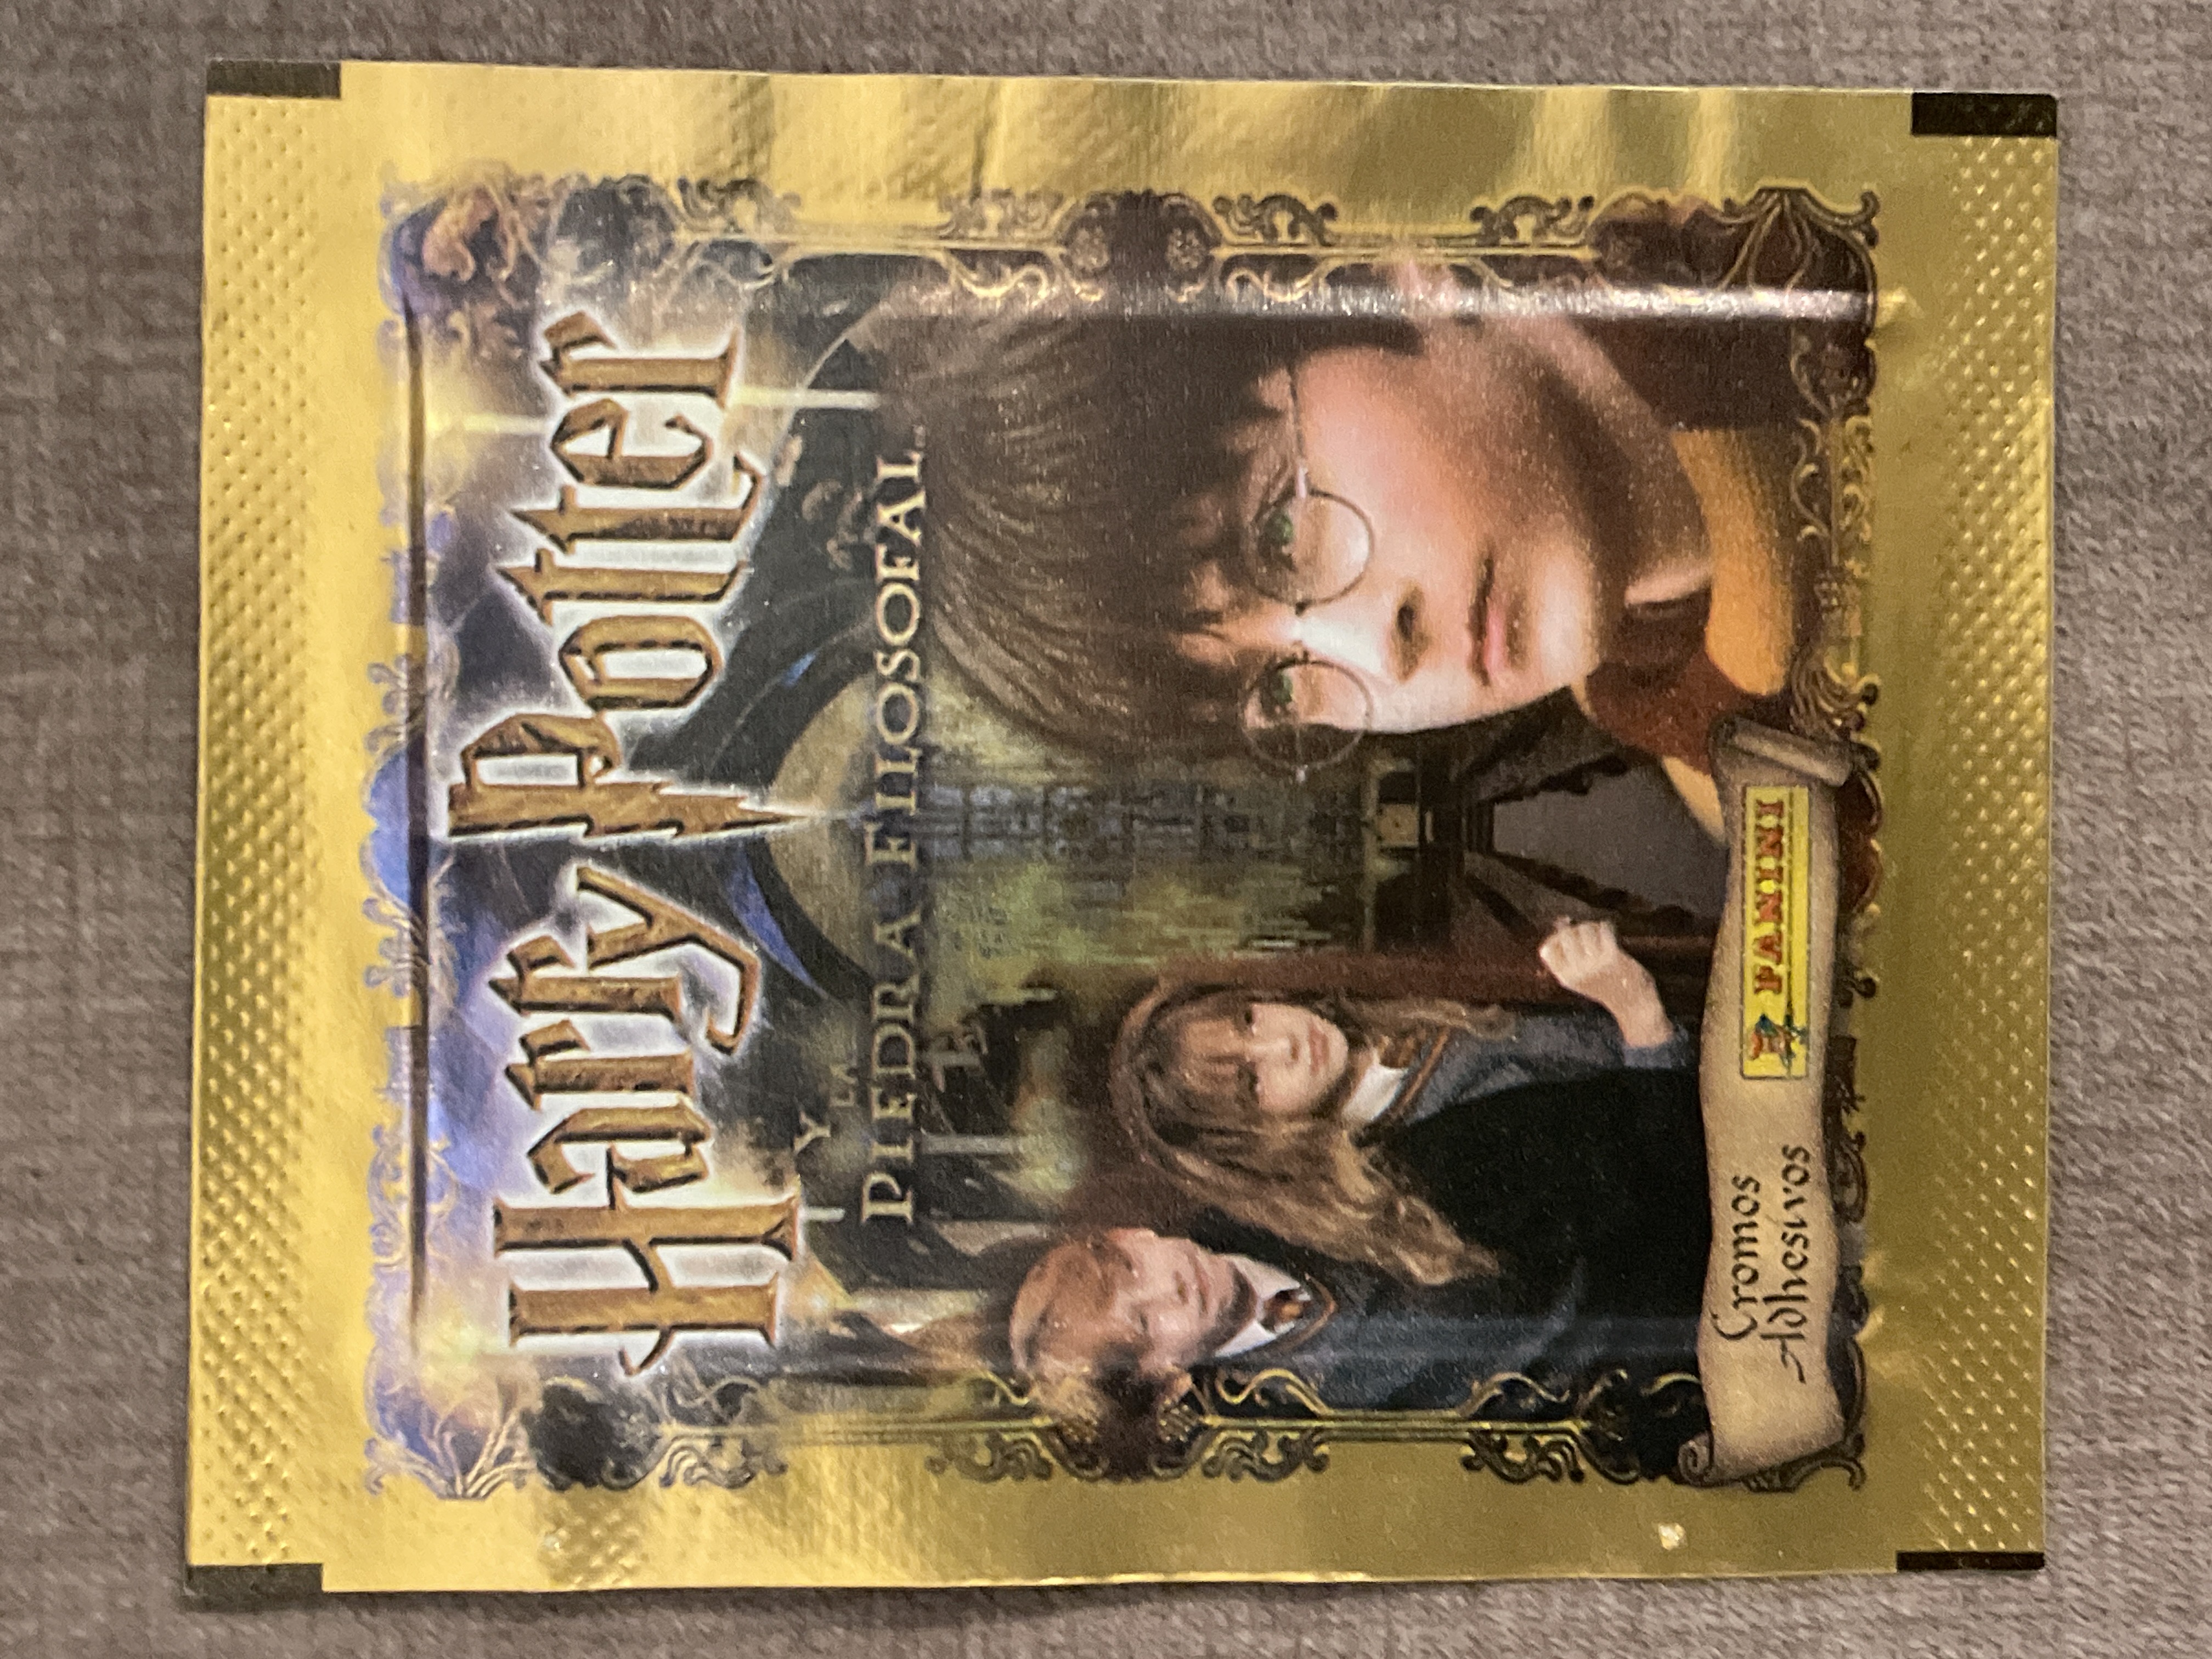 Harry Potter
Y
LA
PIEDRA FILOSOFAL
Cromos
Adhesivos
PANINI